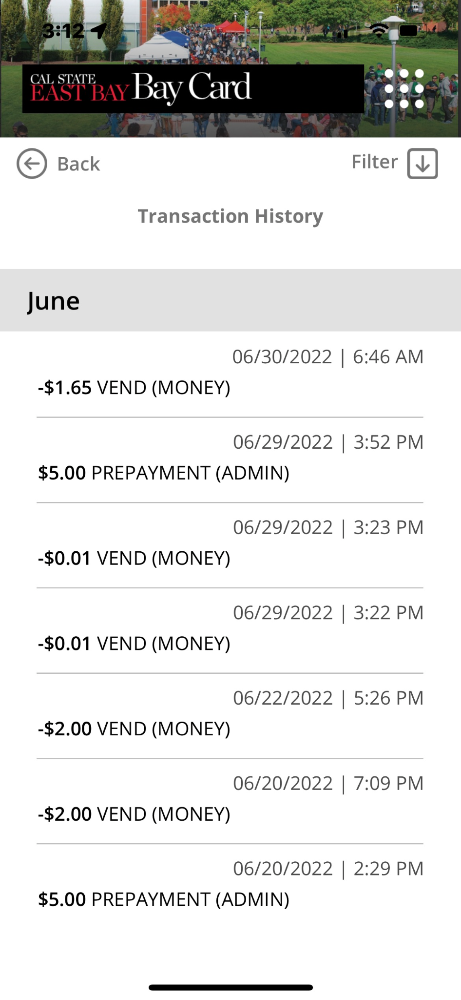 3:12
CAL STATE
EAST BAY Bay Card
Back
Filter
Transaction History
June
06/30/2022 | 6:46 AM
-$1.65 VEND (MONEY)
06/29/2022 | 3:52 PM
$5.00 PREPAYMENT (ADMIN)
06/29/2022 | 3:23 PM
-$0.01 VEND (MONEY)
06/29/2022 | 3:22 PM
-$0.01 VEND (MONEY)
06/22/2022 | 5:26 PM
-$2.00 VEND (MONEY)
06/20/2022 | 7:09 PM
-$2.00 VEND (MONEY)
06/20/2022 | 2:29 PM
$5.00 PREPAYMENT (ADMIN)